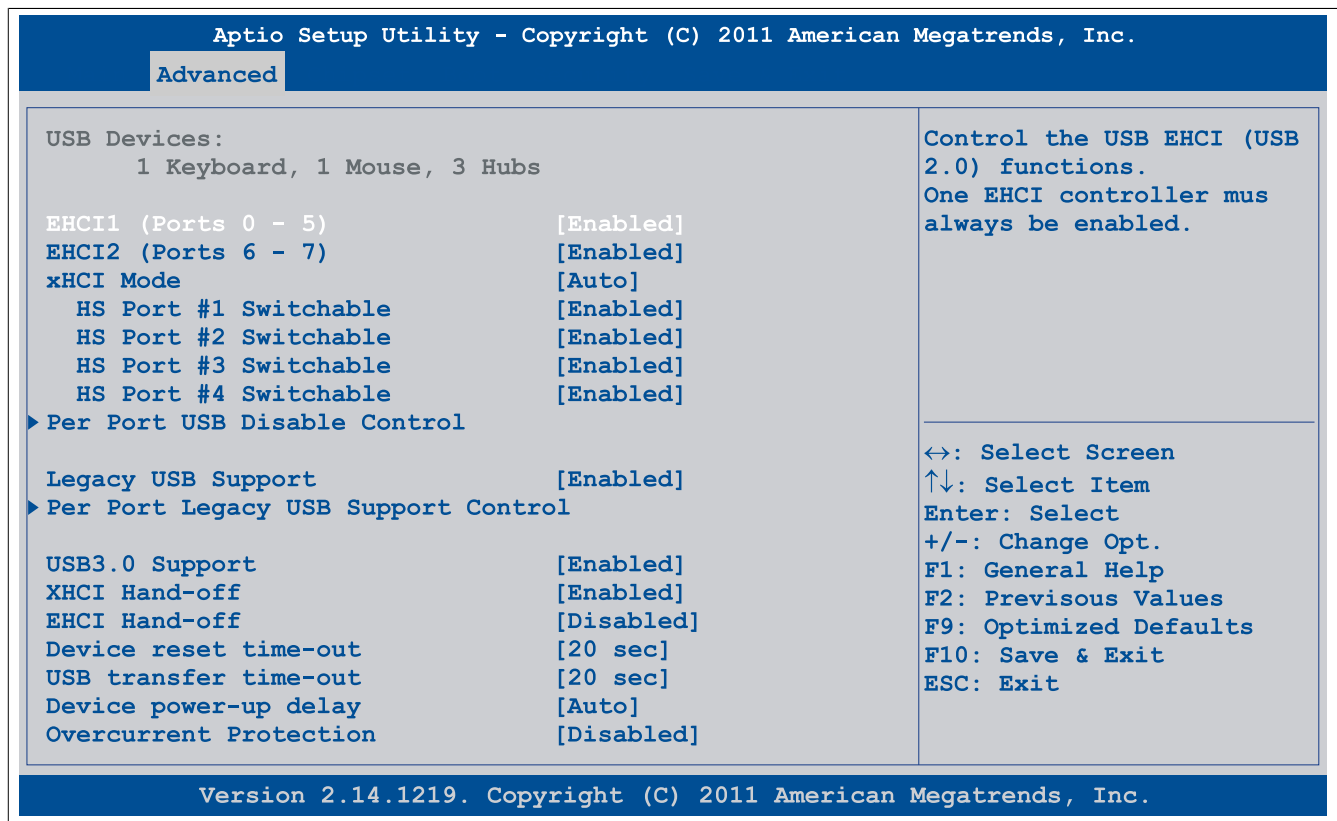 Aptio Setup Utility - Copyright (C) 2011 American Megatrends, Inc.
Advanced
USB Devices:
1 Keyboard, 1 Mouse, 3 Hubs
EHCI1 (Ports 0 - 5) [Enabled]
EHCI2 (Ports 6 - 7) [Enabled]
xHCI Mode [Auto]
HS Port #1 Switchable [Enabled]
HS Port #2 Switchable [Enabled]
HS Port #3 Switchable [Enabled]
HS Port #4 Switchable [Enabled]
Per Port USB Disable Control
Legacy USB Support [Enabled]
Per Port Legacy USB Support Control
USB3.0 Support [Enabled]
XHCI Hand-off [Enabled]
EHCI Hand-off [Disabled]
Device reset time-out [20 sec]
USB transfer time-out [20 sec]
Device power-up delay [Auto]
Overcurrent Protection [Disabled]
Control the USB EHCI (USB
2.0) functions.
One EHCI controller mus
always be enabled.
↔: Select Screen
↑↓: Select Item
Enter: Select
+/-: Change Opt.
F1: General Help
F2: Previsous Values
F9: Optimized Defaults
F10: Save & Exit
ESC: Exit
Version 2.14.1219. Copyright (C) 2011 American Megatrends, Inc.